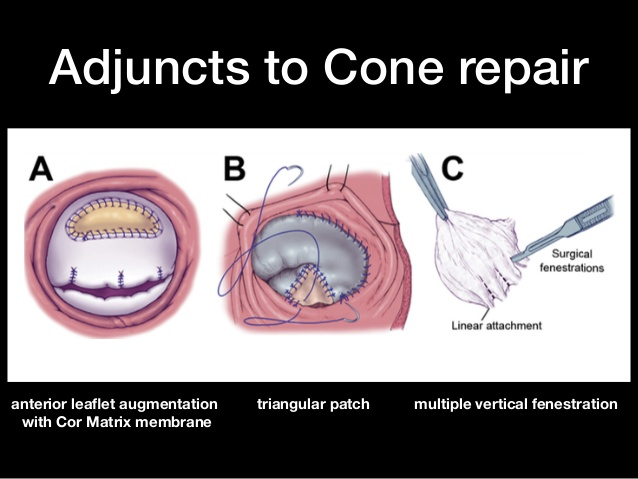 Adjuncts to Cone repair
A
B
C
Surgical
fenestrations
Linear attachment
anterior leaflet augmentation
with Cor Matrix membrane
triangular patch
multiple vertical fenestration